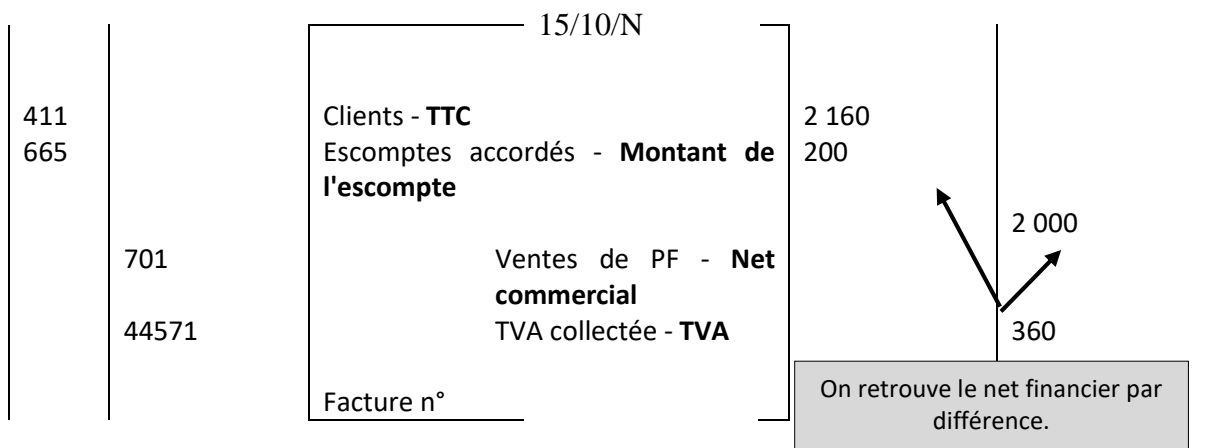 15/10/N
411 Clients - TTC 2 160
665 Escomptes accordés - Montant de 200
l'escompte
2 000
701 Ventes de PF - Net
commercial
44571 TVA collectée - TVA 360
Facture n°
On retrouve le net financier par
différence.